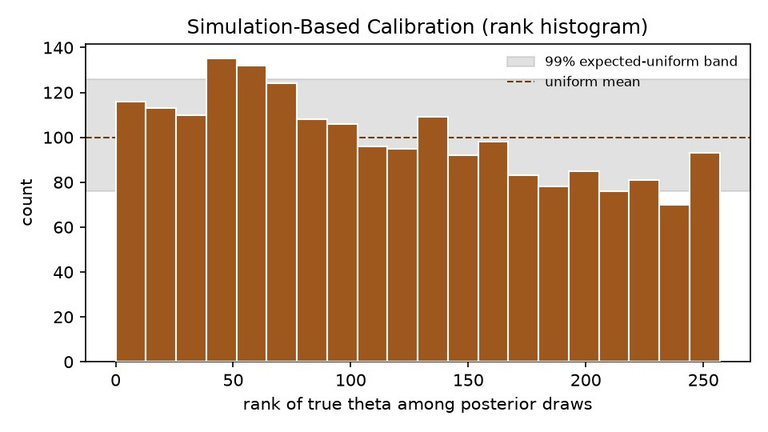 Simulation-Based Calibration (rank histogram)
99% expected-uniform band
uniform mean
140
120
100
80
60
40
20
0
count
0 50 100 150 200 250
rank of true theta among posterior draws